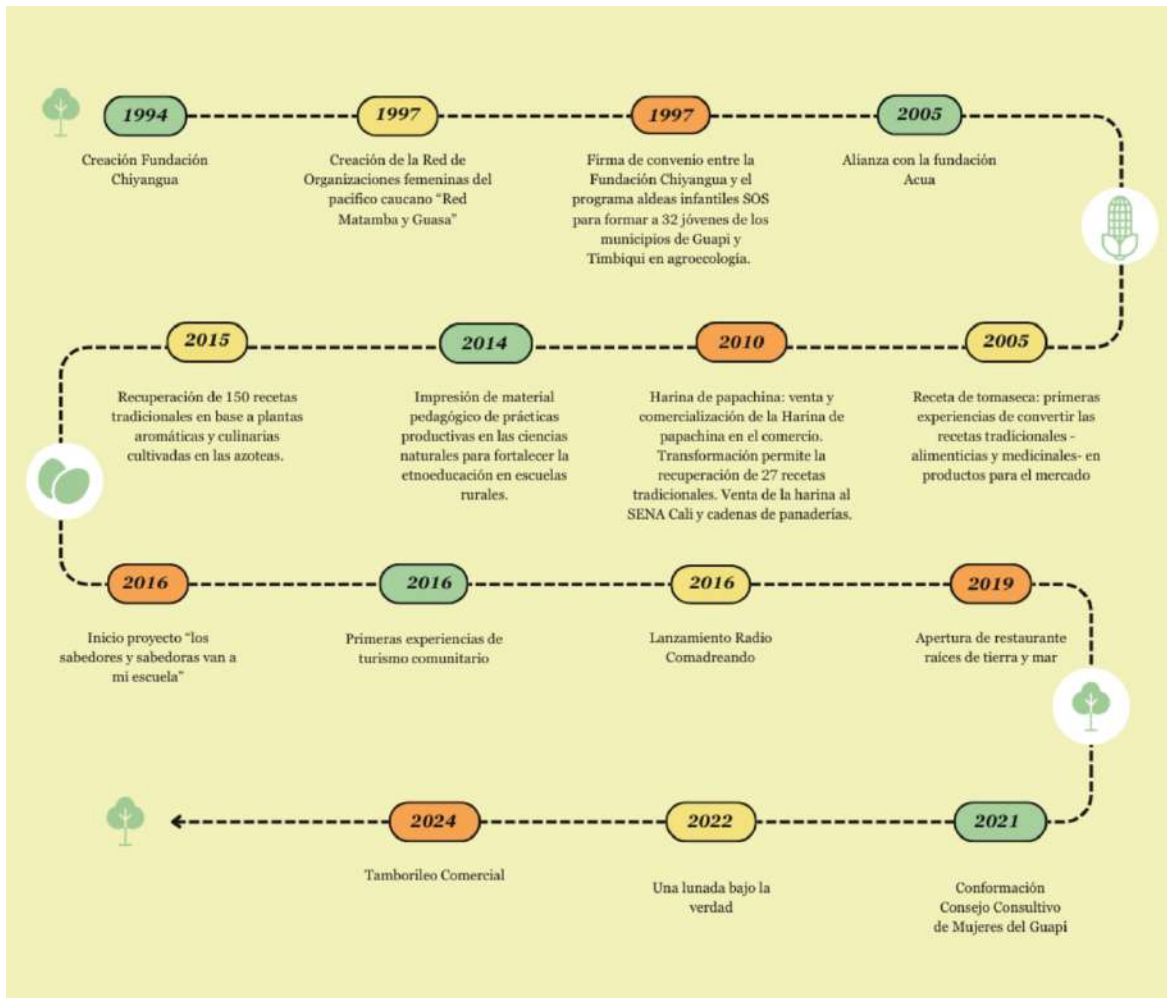 1994
Creación Fundación
Chiyangua
1997
Creación de la Red de
Organizaciones femeninas del
pacifico caucano “Red
Matamba y Guasa”
1997
Firma de convenio entre la
Fundación Chiyangua y el
programa aldeas infantiles SOS
para formar a 32 jóvenes de los
municipios de Guapi y
Timbiqui en agroecología.
2005
Alianza con la fundación
Acua
2005
Receta de tomaseca: primeras
experiencias de convertir las
recetas tradicionales -
alimenticias y medicinales- en
productos para el mercado
2010
Harina de papachina: venta y
comercialización de la Harina de
papachina en el comercio.
Transformación permite la
recuperación de 27 recetas
tradicionales. Venta de la harina al
SENA Cali y cadenas de panaderías.
2014
Impresión de material
pedagógico de prácticas
productivas en las ciencias
naturales para fortalecer la
etnoeducación en escuelas
rurales.
2015
Recuperación de 150 recetas
tradicionales en base a plantas
aromáticas y culinarias
cultivadas en las azoteas.
2016
Inicio proyecto “los
sabedores y sabedoras van a
mi escuela”
2016
Primeras experiencias de
turismo comunitario
2016
Lanzamiento Radio
Comadreando
2019
Apertura de restaurante
raíces de tierra y mar
2021
Conformación
Consejo Consultivo
de Mujeres del Guapi
2022
Una lunada bajo la
verdad
2024
Tamborileo Comercial